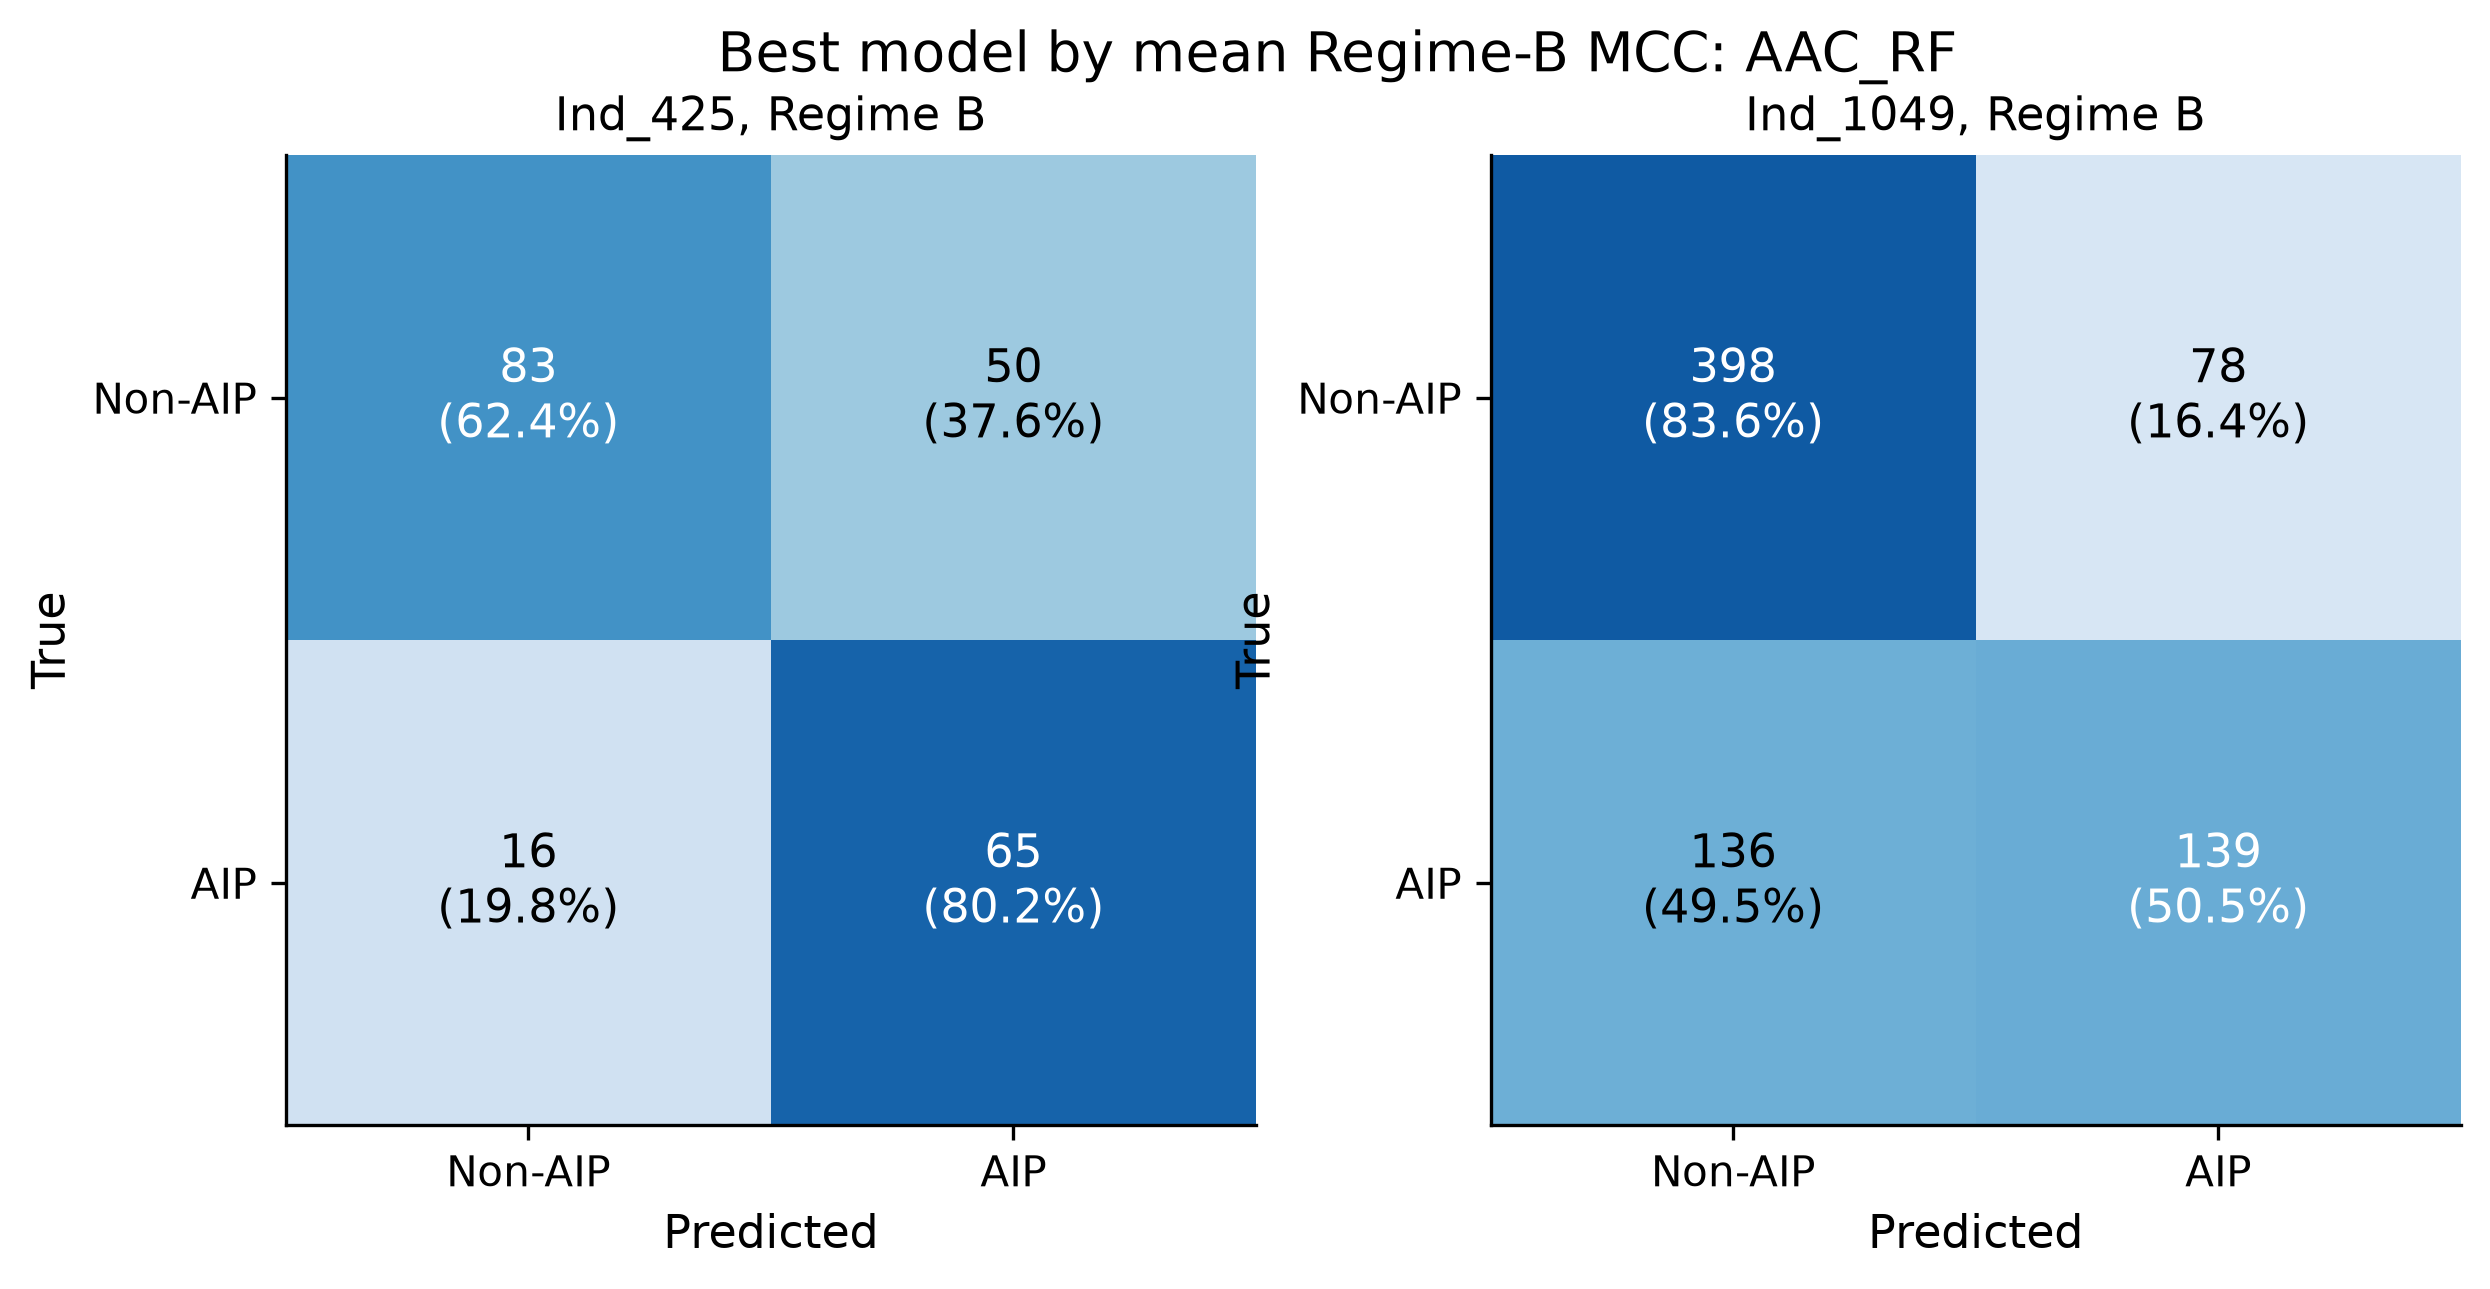 Best model by mean Regime-B MCC: AAC_RF
Ind_425, Regime B
True
Non-AIP
AIP
83
(62.4%)
50
(37.6%)
16
(19.8%)
65
(80.2%)
Non-AIP
AIP
Predicted
Ind_1049, Regime B
True
Non-AIP
AIP
398
(83.6%)
78
(16.4%)
136
(49.5%)
139
(50.5%)
Non-AIP
AIP
Predicted